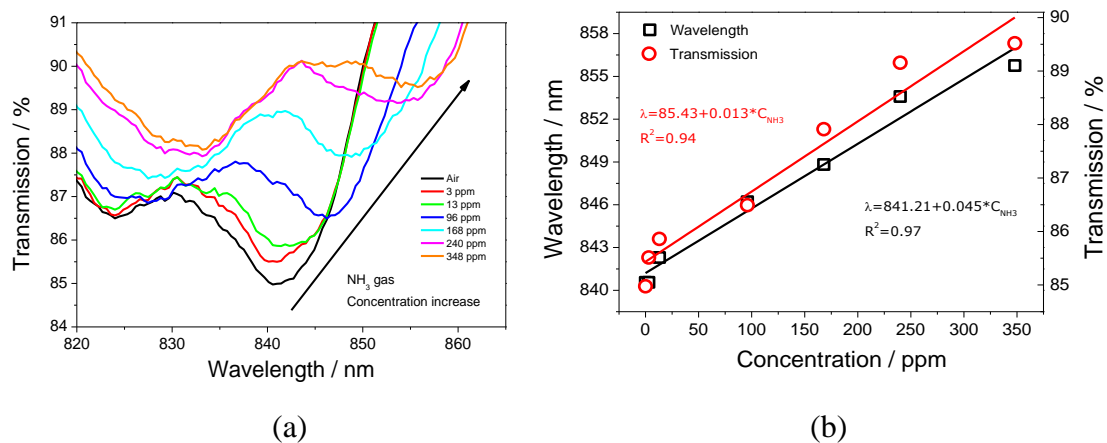 91
90
89
88
87
86
85
84
Transmission / %
Air
3 ppm
13 ppm
96 ppm
168 ppm
240 ppm
348 ppm
NH3 gas
Concentration increase
820 830 840 850 860
Wavelength / nm
(a)
858
855
852
849
846
843
840
Wavelength / nm
Wavelength
Transmission
λ=85.43+0.013*CNH3
R2=0.94
λ=841.21+0.045*CNH3
R2=0.97
90
89
88
87
86
85
Transmission / %
0 50 100 150 200 250 300 350
Concentration / ppm
(b)